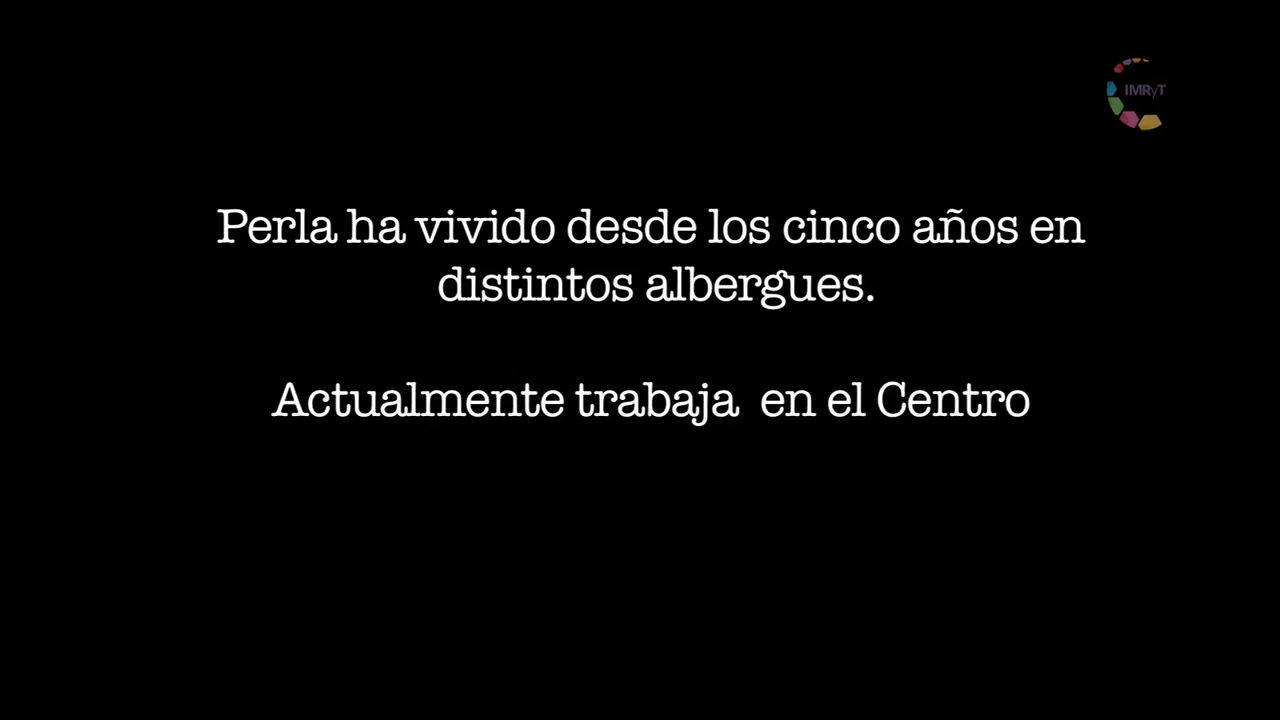 IMRyT
Perla ha vivido desde los cinco años en
distintos albergues.
Actualmente trabaja  en el Centro